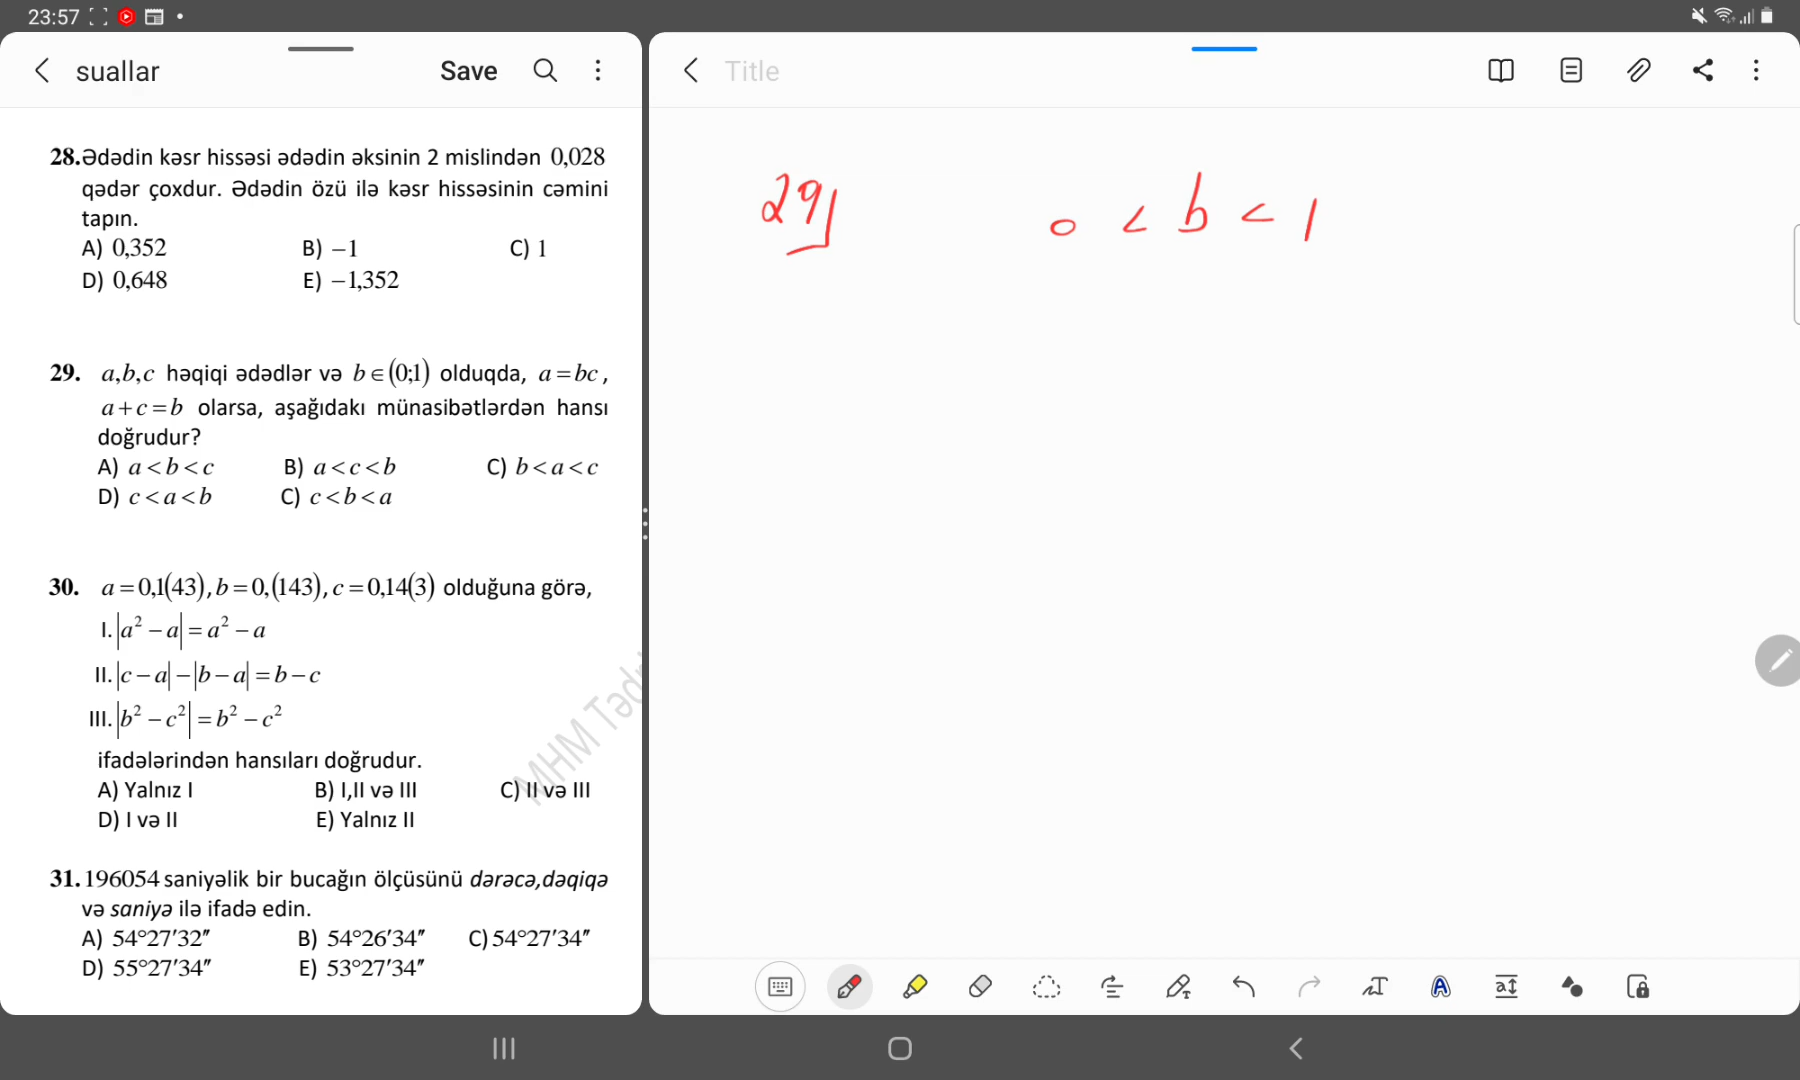 23:57
suallar
Save
Title
28.Ədədin kəsr hissəsi ədədin əksinin 2 mislindən 0,028
qədər çoxdur. Ədədin özü ilə kəsr hissəsinin cəmini
tapın.
A) 0,352 B) −1 C) 1
D) 0,648 E) −1,352
29. a,b,c həqiqi ədədlər və b∈(0;1) olduqda, a=bc,
a+c=b olarsa, aşağıdakı münasibətlərdən hansı
doğrudur?
A) a<b<c B) a<c<b C) b<a<c
D) c<a<b C) c<b<a
30. a=0,1(43), b=0,(143), c=0,14(3) olduğuna görə,
I. |a² − a| = a² − a
II. |c − a| − |b − a| = b − c
III. |b² − c²| = b² − c²
ifadələrindən hansıları doğrudur.
A) Yalnız I B) I,II və III C) II və III
D) I və II E) Yalnız II
31. 196054 saniyəlik bir bucağın ölçüsünü dərəcə,dəqiqə
və saniyə ilə ifadə edin.
A) 54°27′32″ B) 54°26′34″ C) 54°27′34″
D) 55°27′34″ E) 53°27′34″
MHM Tədri
29) 0 < b < 1